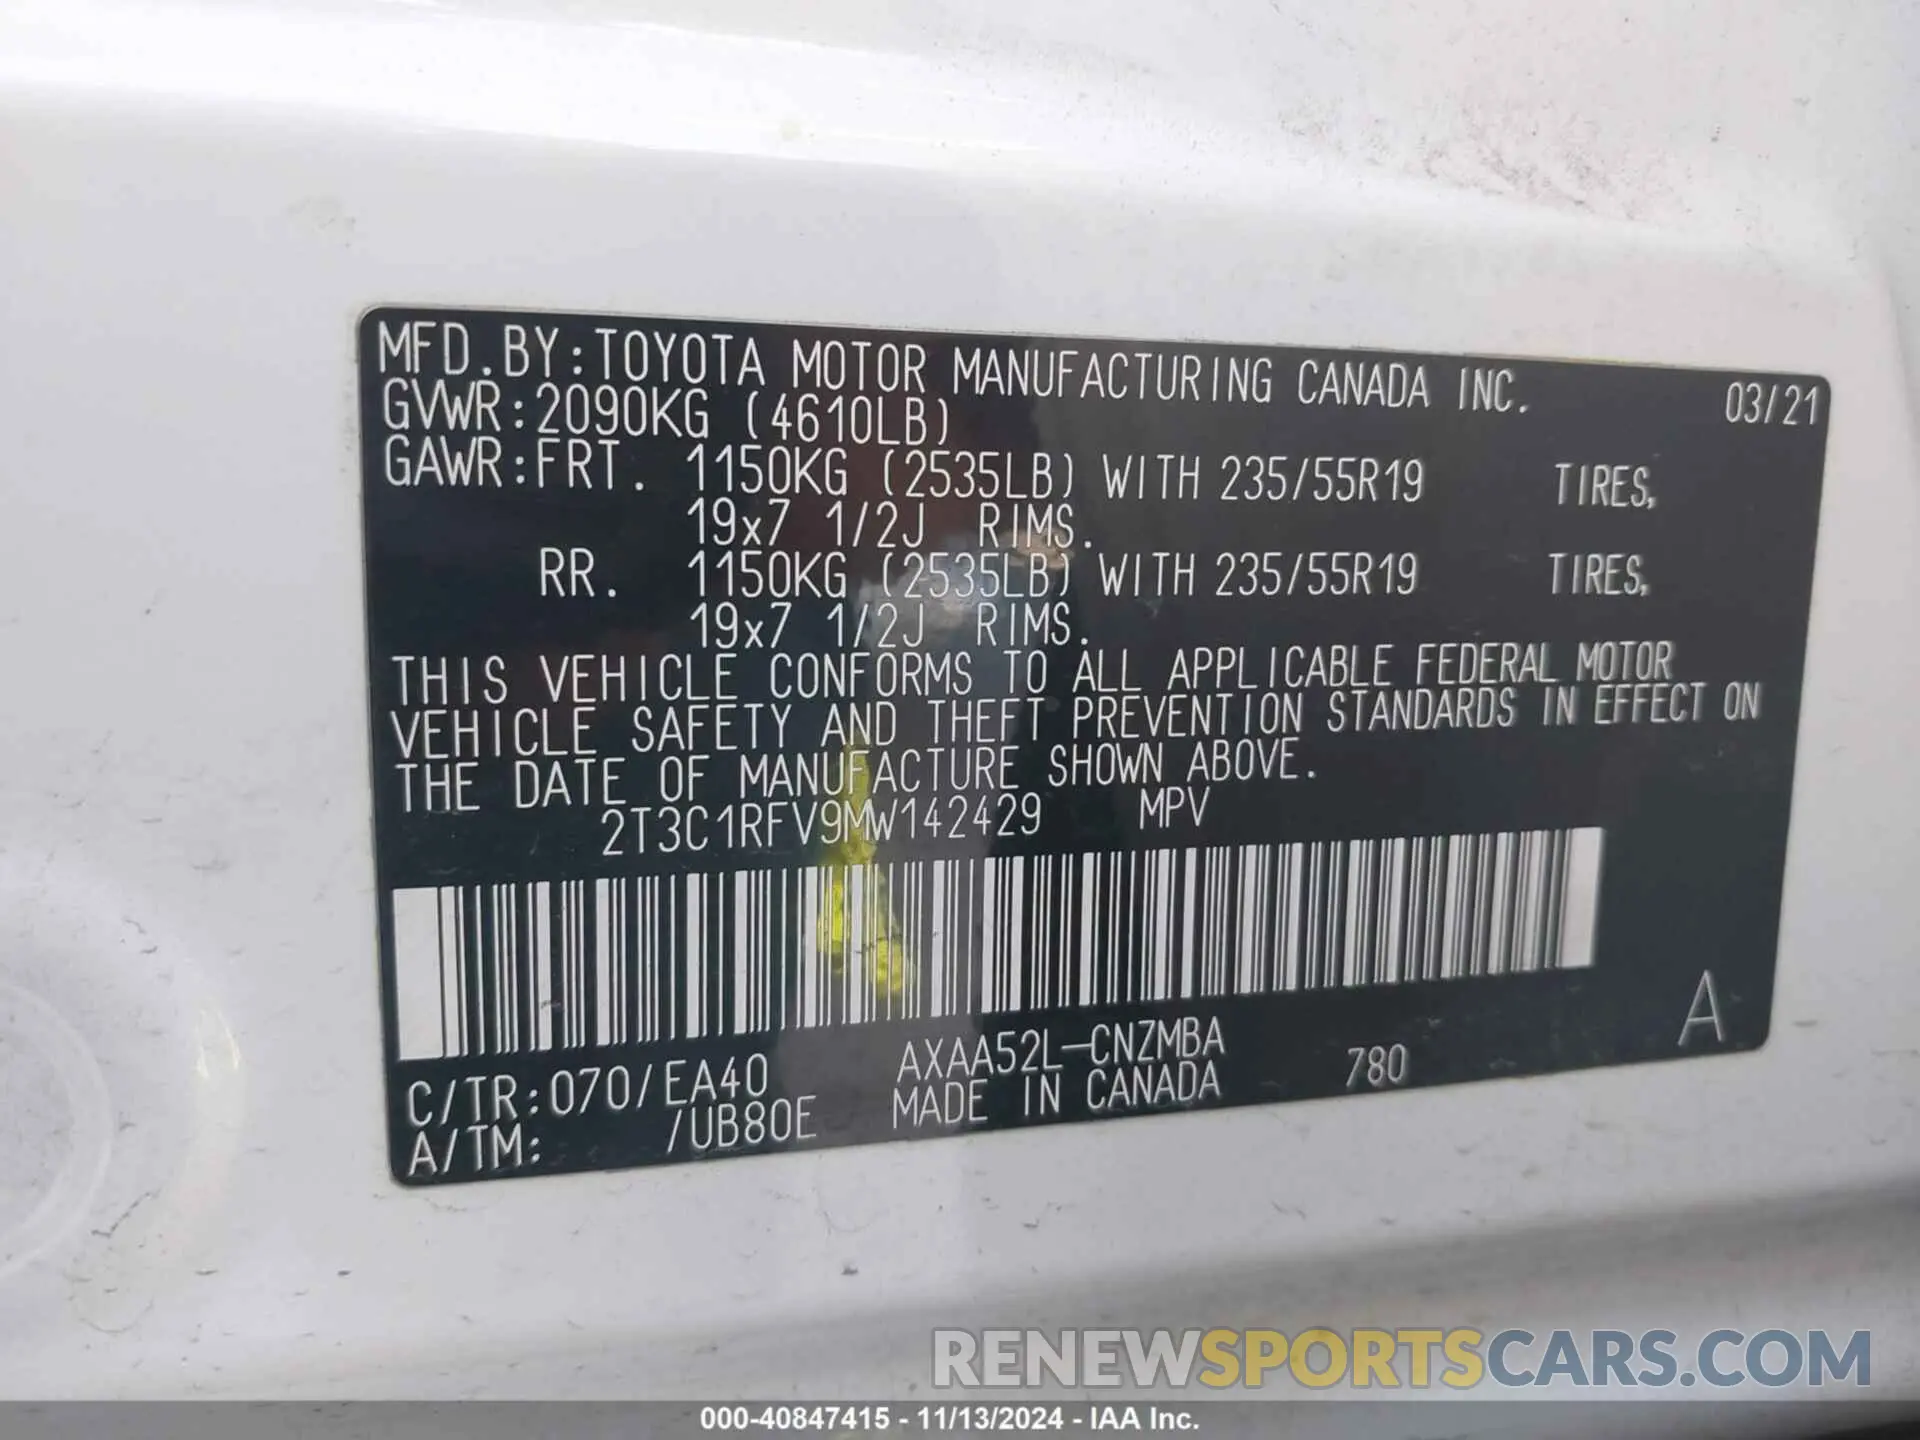 MFD. BY: TOYOTA MOTOR MANUFACTURING CANADA INC. 03/21
GVWR: 2090KG (4610LB)
GAWR: FRT. 1150KG (2535LB) WITH 235/55R19 TIRES,
19x7 1/2J RIMS.
RR. 1150KG (2535LB) WITH 235/55R19 TIRES,
19x7 1/2J RIMS.
THIS VEHICLE CONFORMS TO ALL APPLICABLE FEDERAL MOTOR
VEHICLE SAFETY AND THEFT PREVENTION STANDARDS IN EFFECT ON
THE DATE OF MANUFACTURE SHOWN ABOVE.
2T3C1RFV9MW142429 MPV
A
C/TR: 070/EA40 AXAA52L-CNZMBA 780
A/TM: /UB80E MADE IN CANADA
RENEWSPORTSCARS.COM
000-40847415 - 11/13/2024 - IAA Inc.